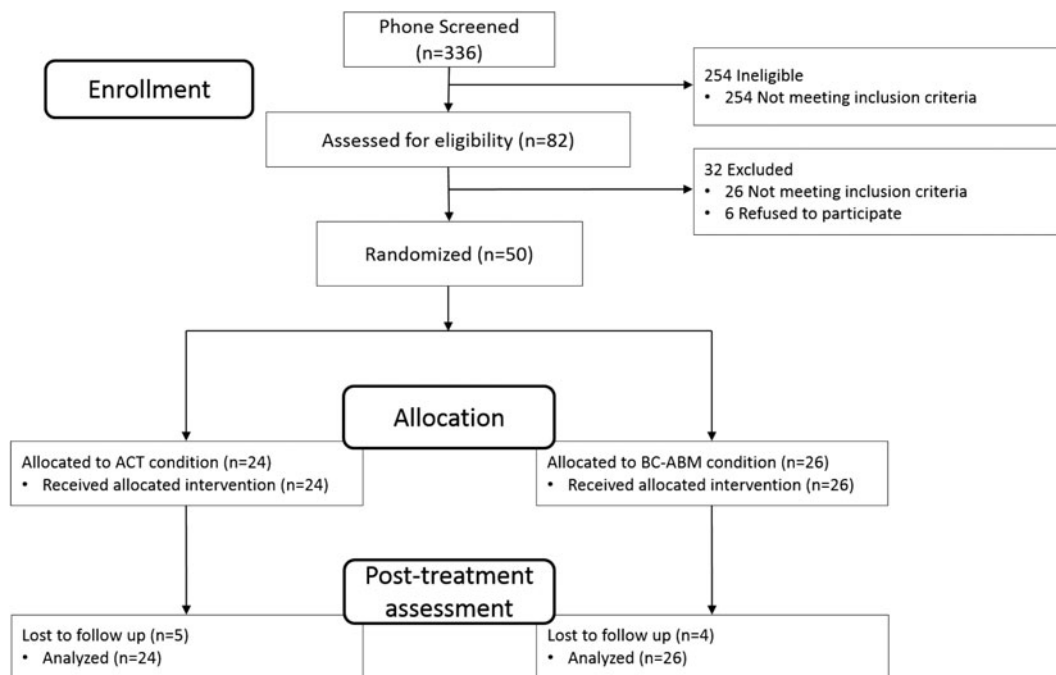 Phone Screened
(n=336)
Enrollment
254 Ineligible
• 254 Not meeting inclusion criteria
Assessed for eligibility (n=82)
32 Excluded
• 26 Not meeting inclusion criteria
• 6 Refused to participate
Randomized (n=50)
Allocation
Allocated to ACT condition (n=24)
• Received allocated intervention (n=24)
Allocated to BC-ABM condition (n=26)
• Received allocated intervention (n=26)
Post-treatment
assessment
Lost to follow up (n=5)
• Analyzed (n=24)
Lost to follow up (n=4)
• Analyzed (n=26)